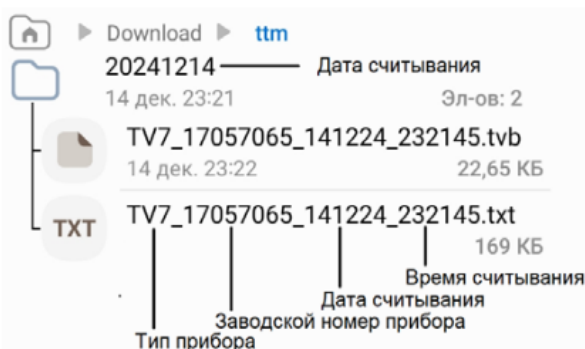 Download ttm
20241214 Дата считывания
14 дек. 23:21 Эл-ов: 2
TV7_17057065_141224_232145.tvb
14 дек. 23:22 22,65 КБ
TXT TV7_17057065_141224_232145.txt
169 КБ
Время считывания
Дата считывания
Заводской номер прибора
Тип прибора